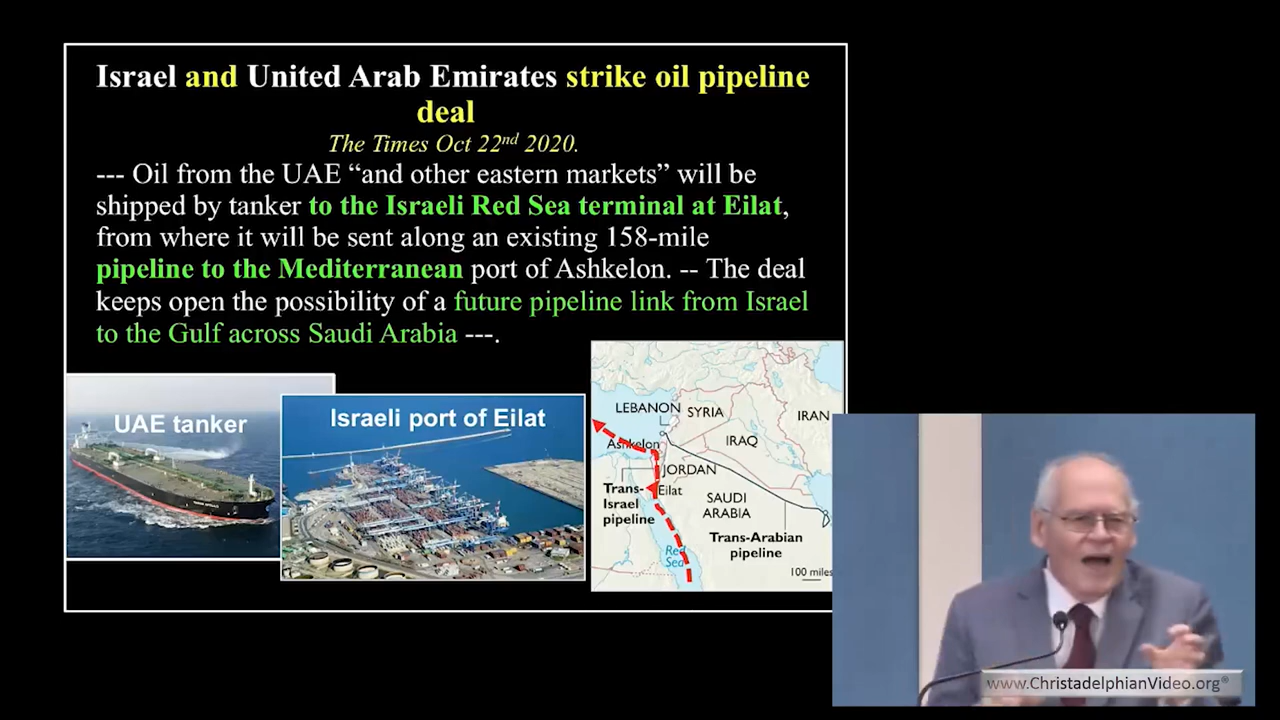 Israel and United Arab Emirates strike oil pipeline
deal
The Times Oct 22nd 2020.
--- Oil from the UAE “and other eastern markets” will be
shipped by tanker to the Israeli Red Sea terminal at Eilat,
from where it will be sent along an existing 158-mile
pipeline to the Mediterranean port of Ashkelon. -- The deal
keeps open the possibility of a future pipeline link from Israel
to the Gulf across Saudi Arabia ---.
UAE tanker
Israeli port of Eilat
LEBANON
SYRIA
IRAN
IRAQ
Ashkelon
JORDAN
Eilat
Trans-
Israel
pipeline
SAUDI
ARABIA
Trans-Arabian
pipeline
Red
Sea
100 miles
www.ChristadelphianVideo.org®